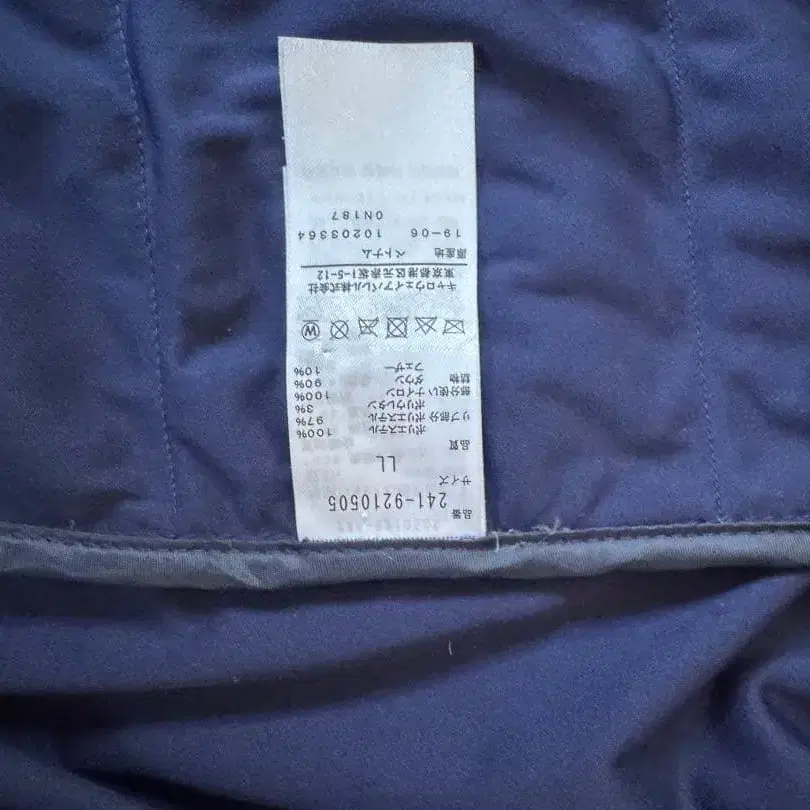 品番
241-9210505
サイズ
LL
品質
ポリエステル 100%
リブ部分 ポリエステル 97%
ポリウレタン 3%
部分使い ナイロン 100%
詰物 ダウン 90%
フェザー 10%
W
キャロウェイアパレル株式会社
東京都港区元赤坂1-5-12
原産地 ベトナム
19-06 10203364
0N187